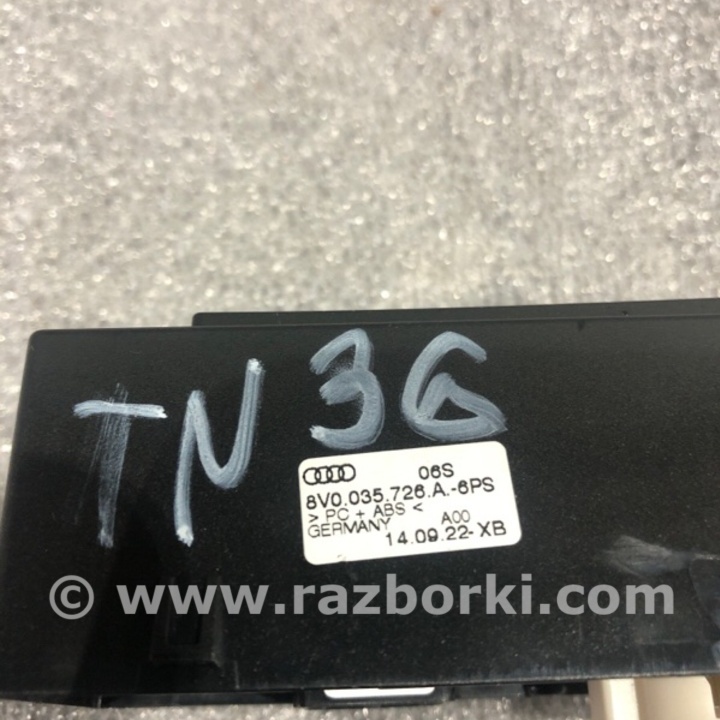 TN 3G
06S
8V0.035.726.A.-6PS
> PC + ABS <
GERMANY A00
14.09.22-XB
© www.razborki.com